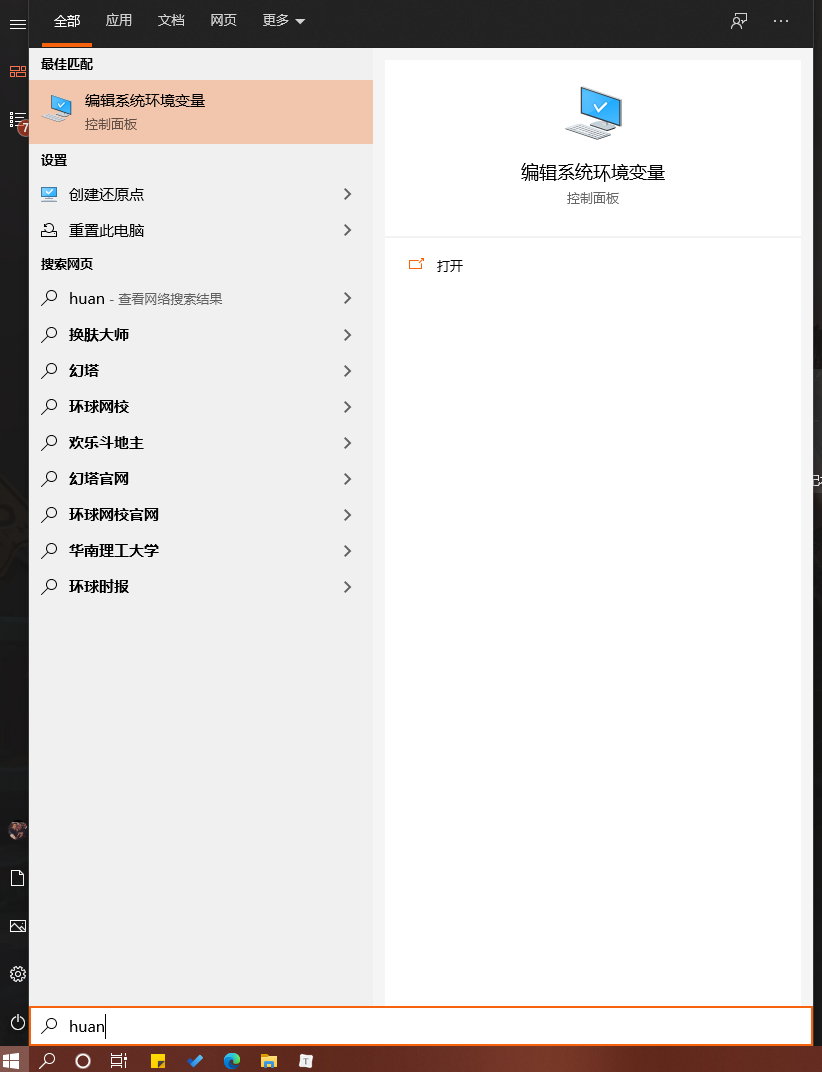 全部 应用 文档 网页 更多
最佳匹配
编辑系统环境变量
控制面板
设置
创建还原点
重置此电脑
搜索网页
huan - 查看网络搜索结果
换肤大师
幻塔
环球网校
欢乐斗地主
幻塔官网
环球网校官网
华南理工大学
环球时报
编辑系统环境变量
控制面板
打开
7
huan
T